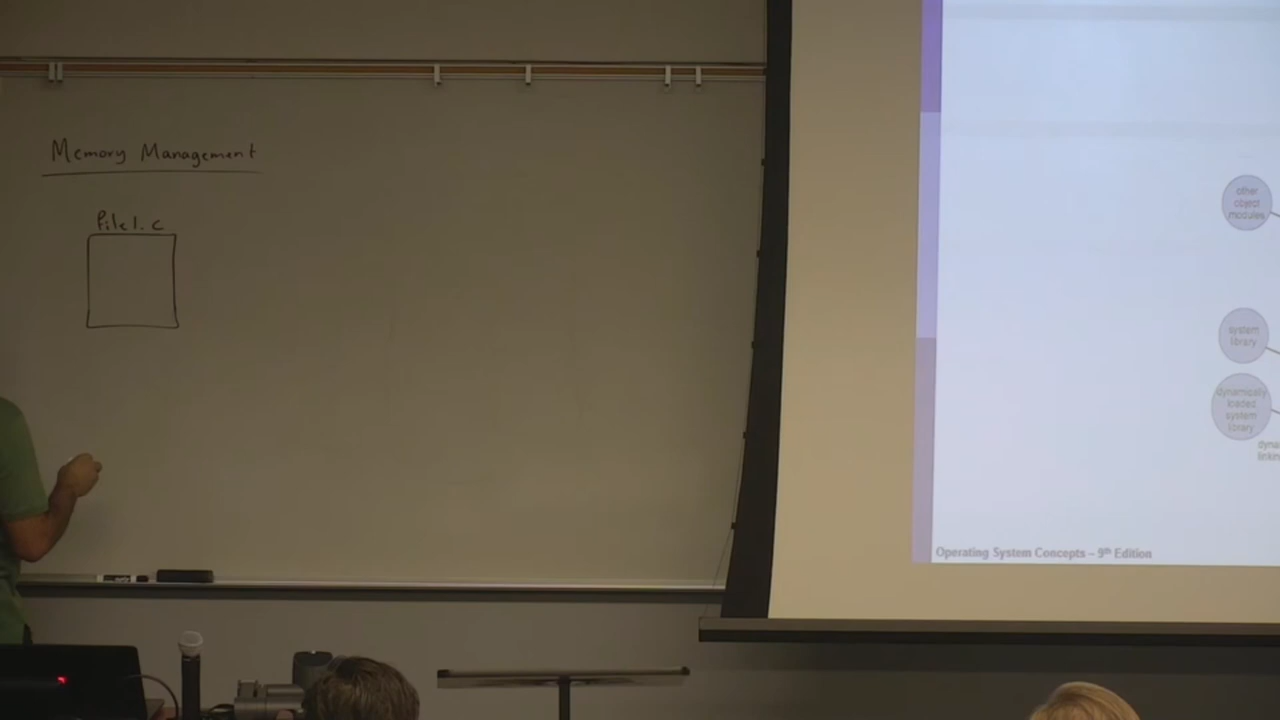 Memory Management
File1.c
other
object
modules
system
library
dynamically
loaded
system
library
Operating System Concepts – 9th Edition